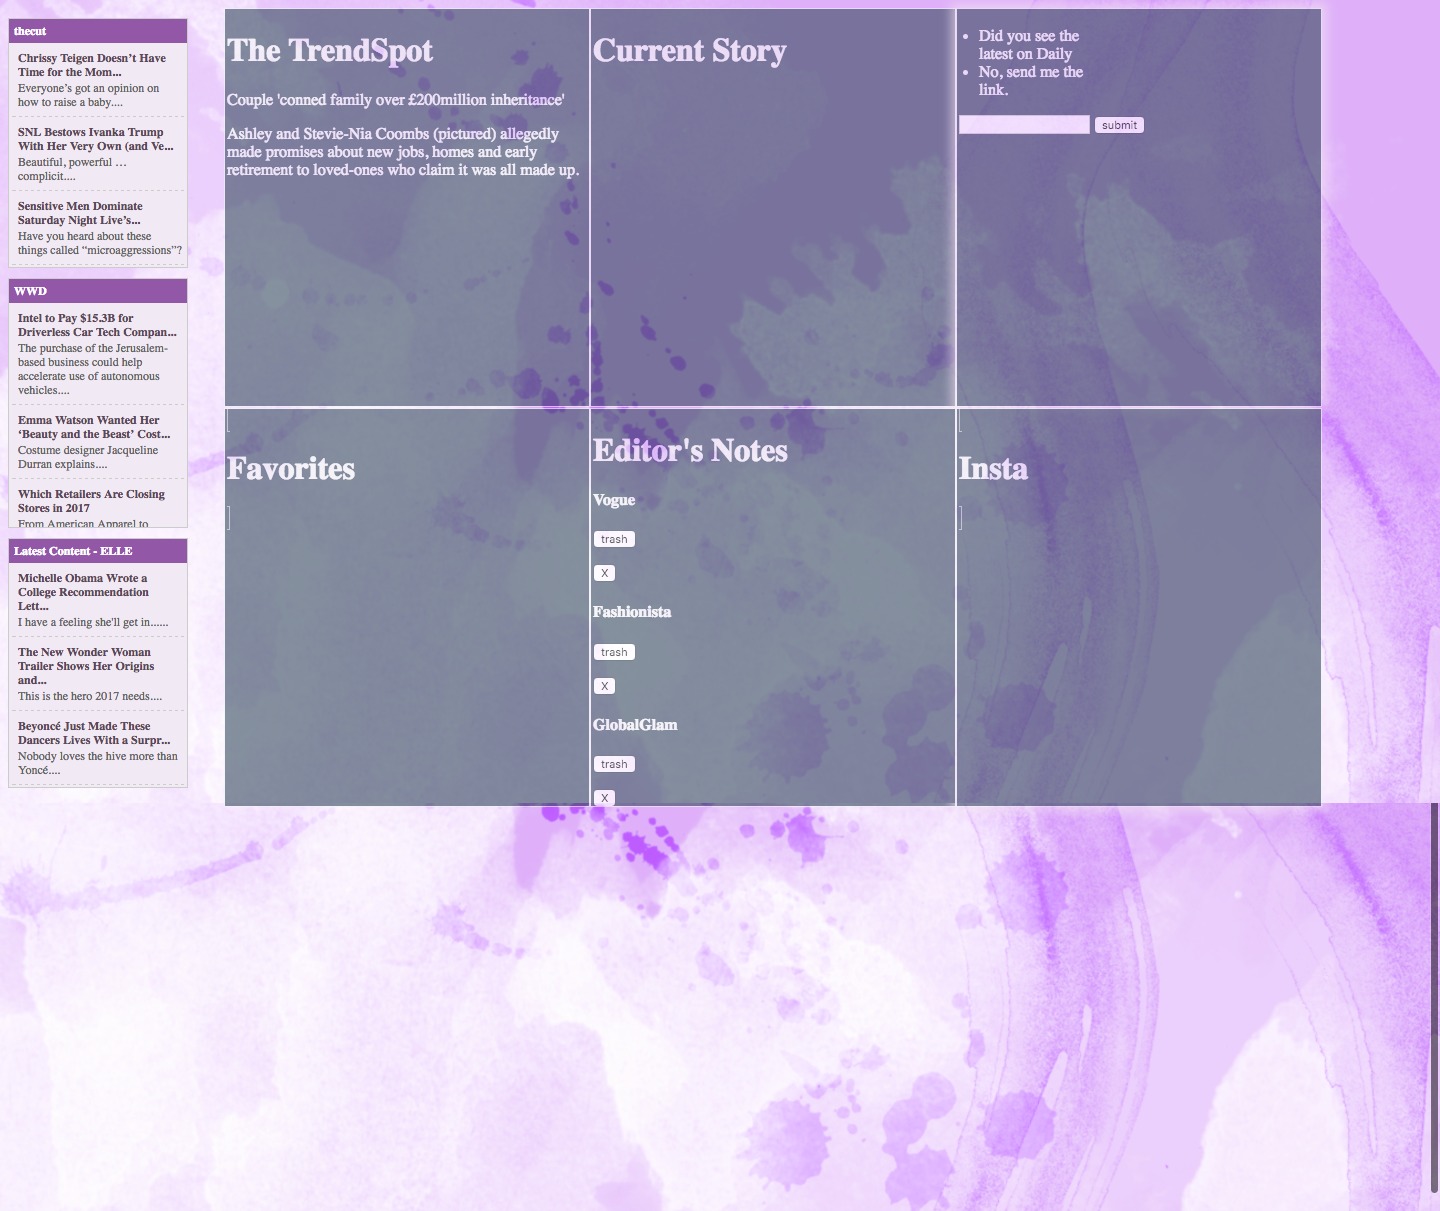 thecut
Chrissy Teigen Doesn’t Have
Time for the Mom...
Everyone’s got an opinion on
how to raise a baby....
SNL Bestows Ivanka Trump
With Her Very Own (and Ve...
Beautiful, powerful …
complicit....
Sensitive Men Dominate
Saturday Night Live’s...
Have you heard about these
things called “microaggressions”?
WWD
Intel to Pay $15.3B for
Driverless Car Tech Compan...
The purchase of the Jerusalem-
based business could help
accelerate use of autonomous
vehicles....
Emma Watson Wanted Her
‘Beauty and the Beast’ Cost...
Costume designer Jacqueline
Durran explains....
Which Retailers Are Closing
Stores in 2017
From American Apparel to
Latest Content - ELLE
Michelle Obama Wrote a
College Recommendation
Lett...
I have a feeling she'll get in......
The New Wonder Woman
Trailer Shows Her Origins
and...
This is the hero 2017 needs....
Beyoncé Just Made These
Dancers Lives With a Surpr...
Nobody loves the hive more than
Yoncé....
The TrendSpot
Couple 'conned family over £200million inheritance'
Ashley and Stevie-Nia Coombs (pictured) allegedly
made promises about new jobs, homes and early
retirement to loved-ones who claim it was all made up.
Current Story
• Did you see the
latest on Daily
• No, send me the
link.
submit
[
Favorites
]
Editor's Notes
Vogue
trash
X
Fashionista
trash
X
GlobalGlam
trash
X
[
Insta
]